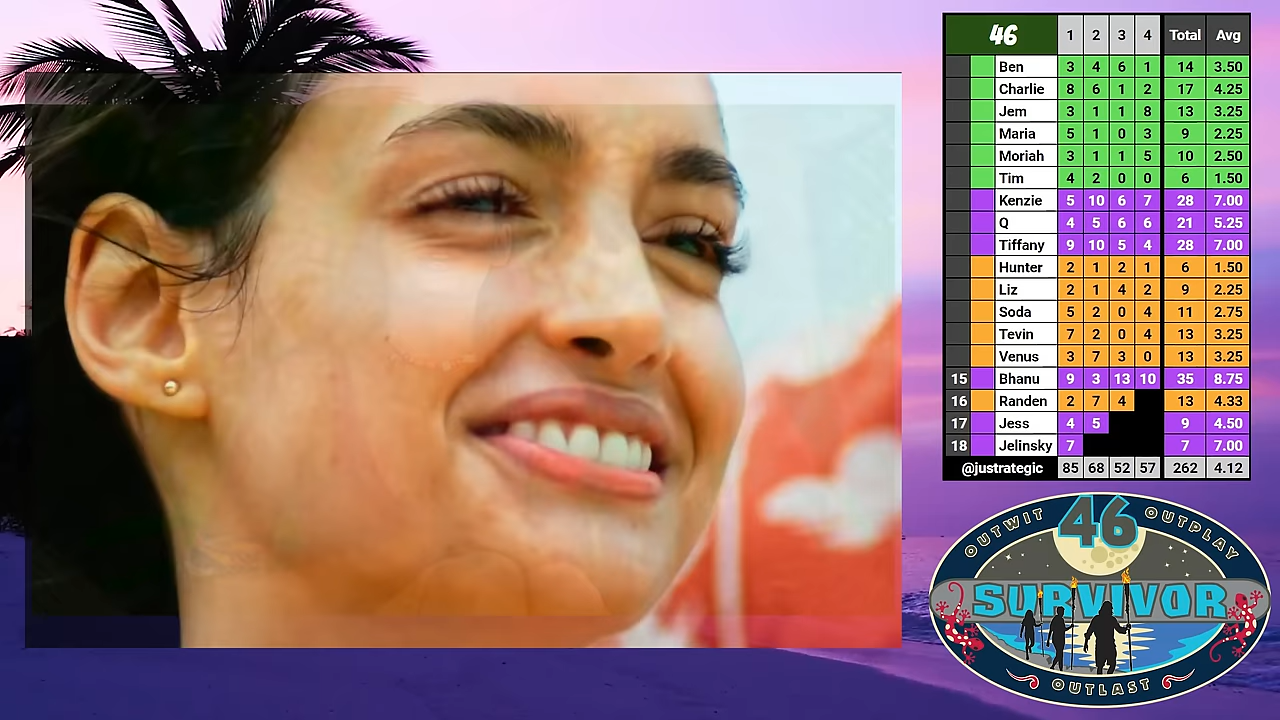 46 1 2 3 4 Total Avg
Ben 3 4 6 1 14 3.50
Charlie 8 6 1 2 17 4.25
Jem 3 1 1 8 13 3.25
Maria 5 1 0 3 9 2.25
Moriah 3 1 1 5 10 2.50
Tim 4 2 0 0 6 1.50
Kenzie 5 10 6 7 28 7.00
Q 4 5 6 6 21 5.25
Tiffany 9 10 5 4 28 7.00
Hunter 2 1 2 1 6 1.50
Liz 2 1 4 2 9 2.25
Soda 5 2 0 4 11 2.75
Tevin 7 2 0 4 13 3.25
Venus 3 7 3 0 13 3.25
15 Bhanu 9 3 13 10 35 8.75
16 Randen 2 7 4 13 4.33
17 Jess 4 5 9 4.50
18 Jelinsky 7 7 7.00
@justrategic 85 68 52 57 262 4.12
OUTWIT 46 OUTPLAY
SURVIVOR
OUTLAST